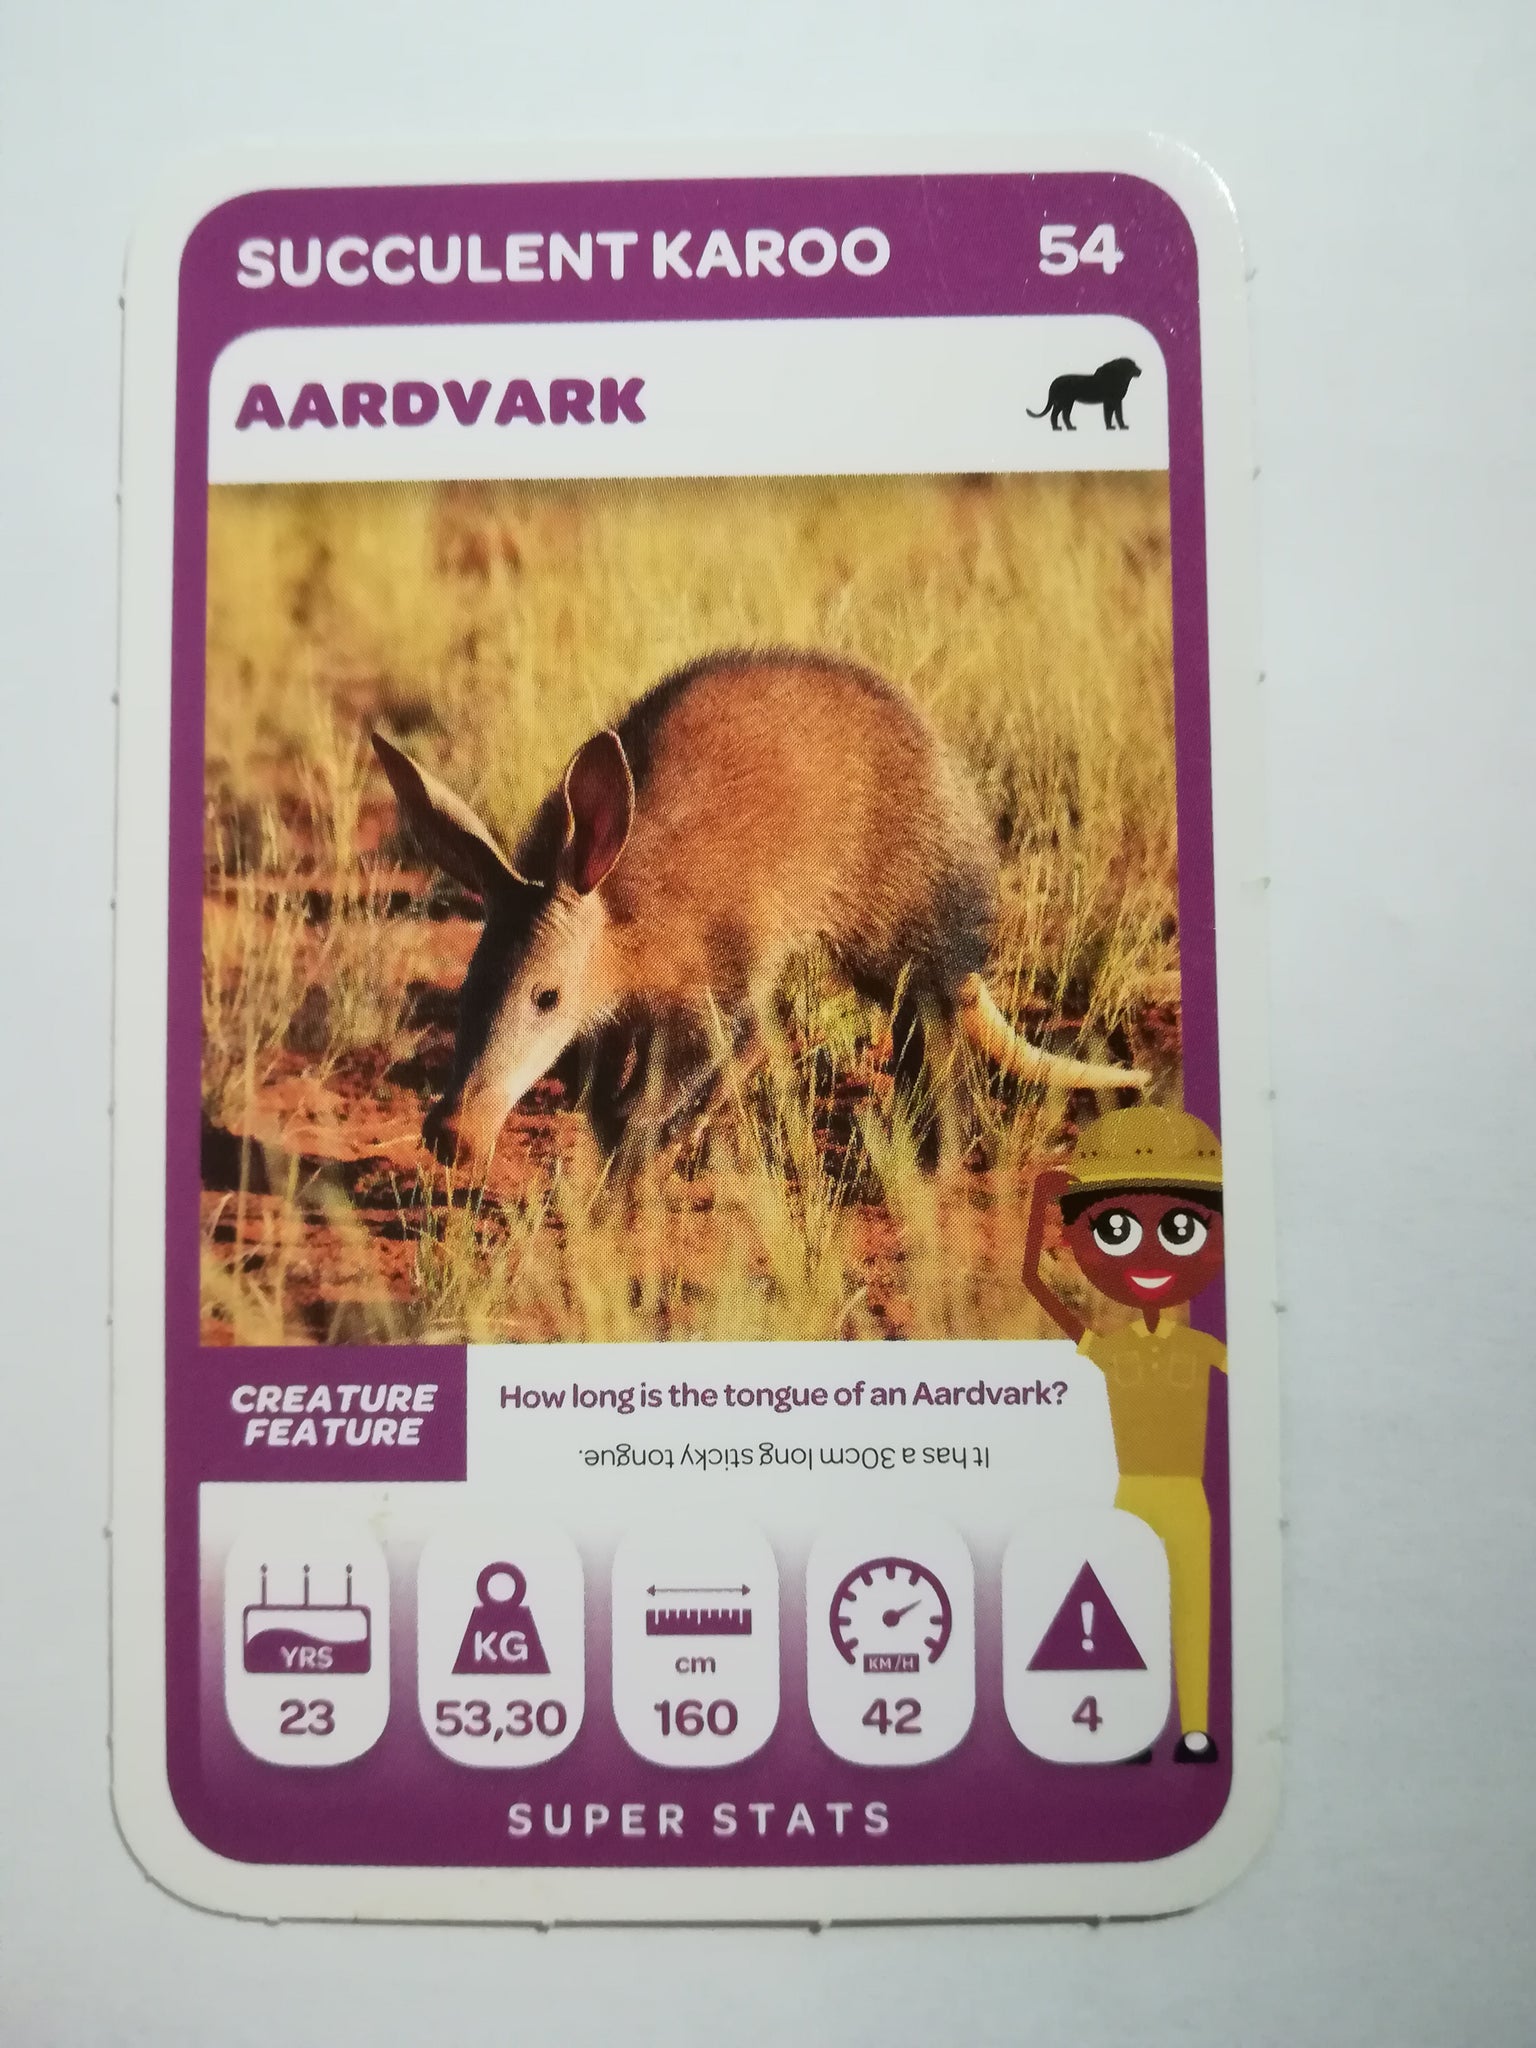 SUCCULENT KAROO 54
AARDVARK
CREATURE
FEATURE
How long is the tongue of an Aardvark?
It has a 30cm long sticky tongue.
YRS
23
KG
53,30
cm
160
KM/H
42
!
4
SUPER STATS